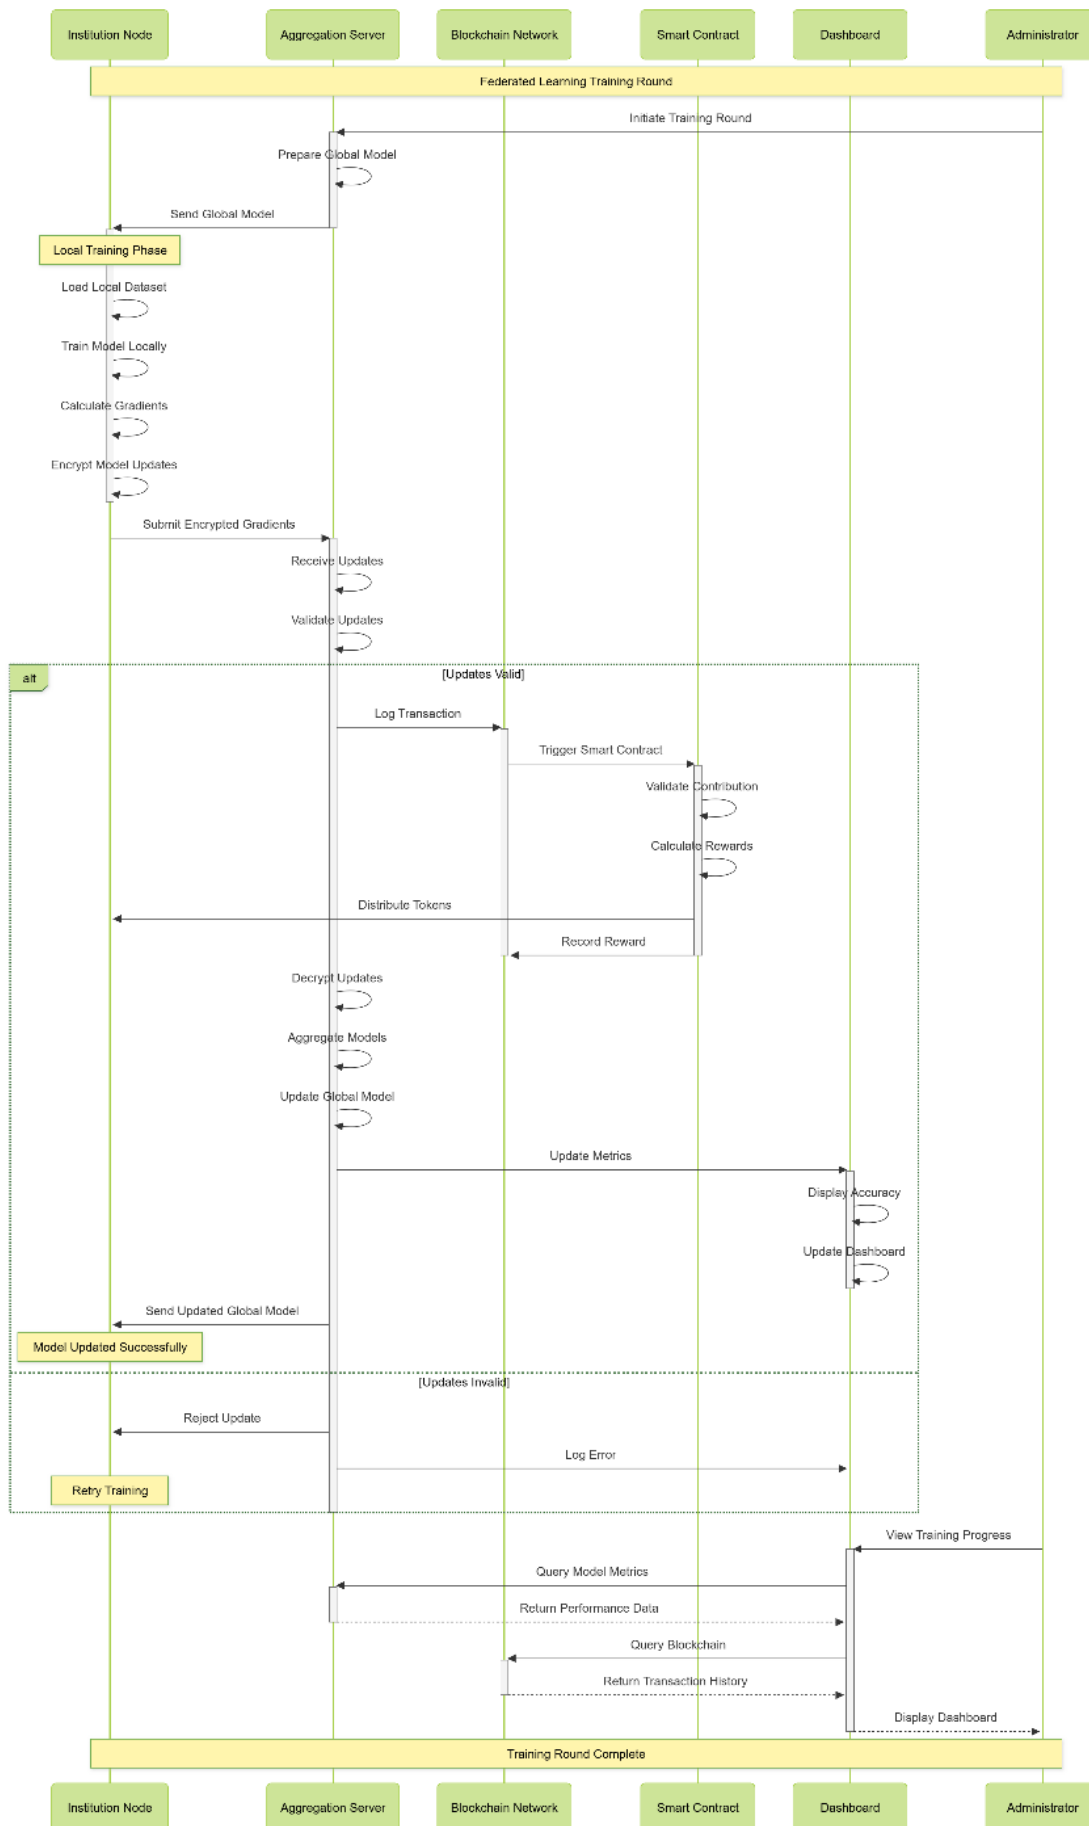 Institution Node
Aggregation Server
Blockchain Network
Smart Contract
Dashboard
Administrator
Federated Learning Training Round
Initiate Training Round
Prepare Global Model
Send Global Model
Local Training Phase
Load Local Dataset
Train Model Locally
Calculate Gradients
Encrypt Model Updates
Submit Encrypted Gradients
Receive Updates
Validate Updates
alt
[Updates Valid]
Log Transaction
Trigger Smart Contract
Validate Contribution
Calculate Rewards
Distribute Tokens
Record Reward
Decrypt Updates
Aggregate Models
Update Global Model
Update Metrics
Display Accuracy
Update Dashboard
Send Updated Global Model
Model Updated Successfully
[Updates Invalid]
Reject Update
Log Error
Retry Training
View Training Progress
Query Model Metrics
Return Performance Data
Query Blockchain
Return Transaction History
Display Dashboard
Training Round Complete
Institution Node
Aggregation Server
Blockchain Network
Smart Contract
Dashboard
Administrator